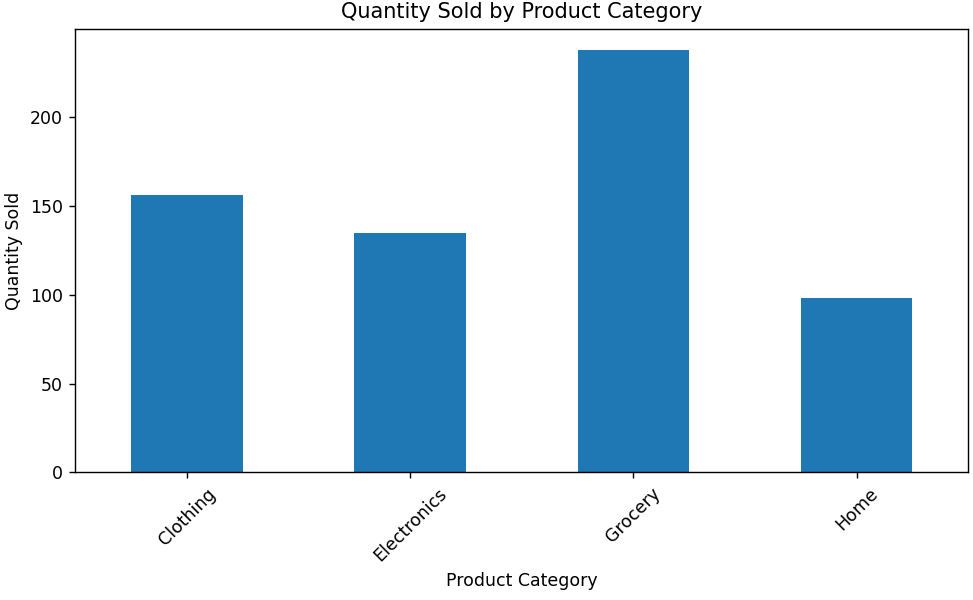 Quantity Sold by Product Category
Quantity Sold
200
150
100
50
0
Clothing
Electronics
Grocery
Home
Product Category